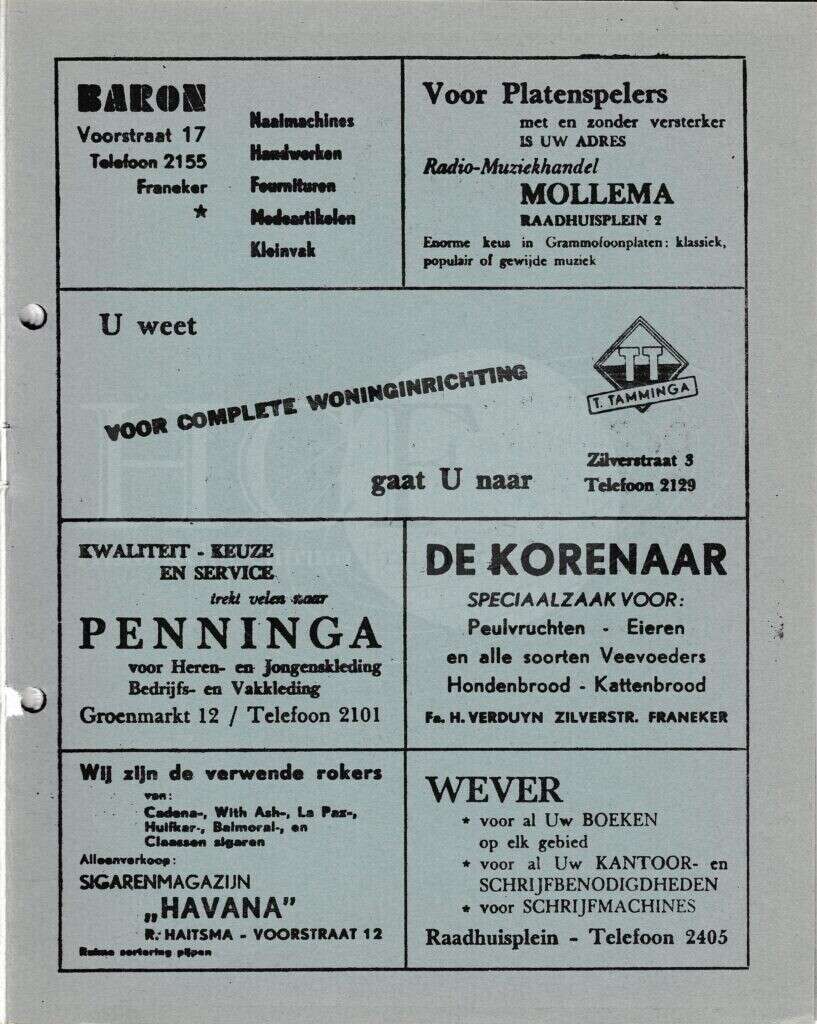 BARON
Voorstraat 17
Telefoon 2155
Franeker
*
Naaimachines
Handwerken
Fournituren
Modeartikelen
Kleinvak
Voor Platenspelers
met en zonder versterker
IS UW ADRES
Radio-Muziekhandel
MOLLEMA
RAADHUISPLEIN 2
Enorme keus in Grammofoonplaten: klassiek,
populair of gewijde muziek
U weet
VOOR COMPLETE WONINGINRICHTING
gaat U naar
TT
T. TAMMINGA
Zilverstraat 3
Telefoon 2129
KWALITEIT - KEUZE
EN SERVICE
trekt velen naar
PENNINGA
voor Heren- en Jongenskleding
Bedrijfs- en Vakkleding
Groenmarkt 12 / Telefoon 2101
DE KORENAAR
SPECIAALZAAK VOOR:
Peulvruchten - Eieren
en alle soorten Veevoeders
Hondenbrood - Kattenbrood
Fa. H. VERDUYN ZILVERSTR. FRANEKER
Wij zijn de verwende rokers
van:
Cadena-, With Ash-, La Paz-,
Huifkar-, Balmoral-, en
Claassen sigaren
Alleenverkoop:
SIGARENMAGAZIJN
„HAVANA"
R. HAITSMA - VOORSTRAAT 12
Ruime sortering pijpen
WEVER
* voor al Uw BOEKEN
op elk gebied
* voor al Uw KANTOOR- en
SCHRIJFBENODIGDHEDEN
* voor SCHRIJFMACHINES
Raadhuisplein - Telefoon 2405